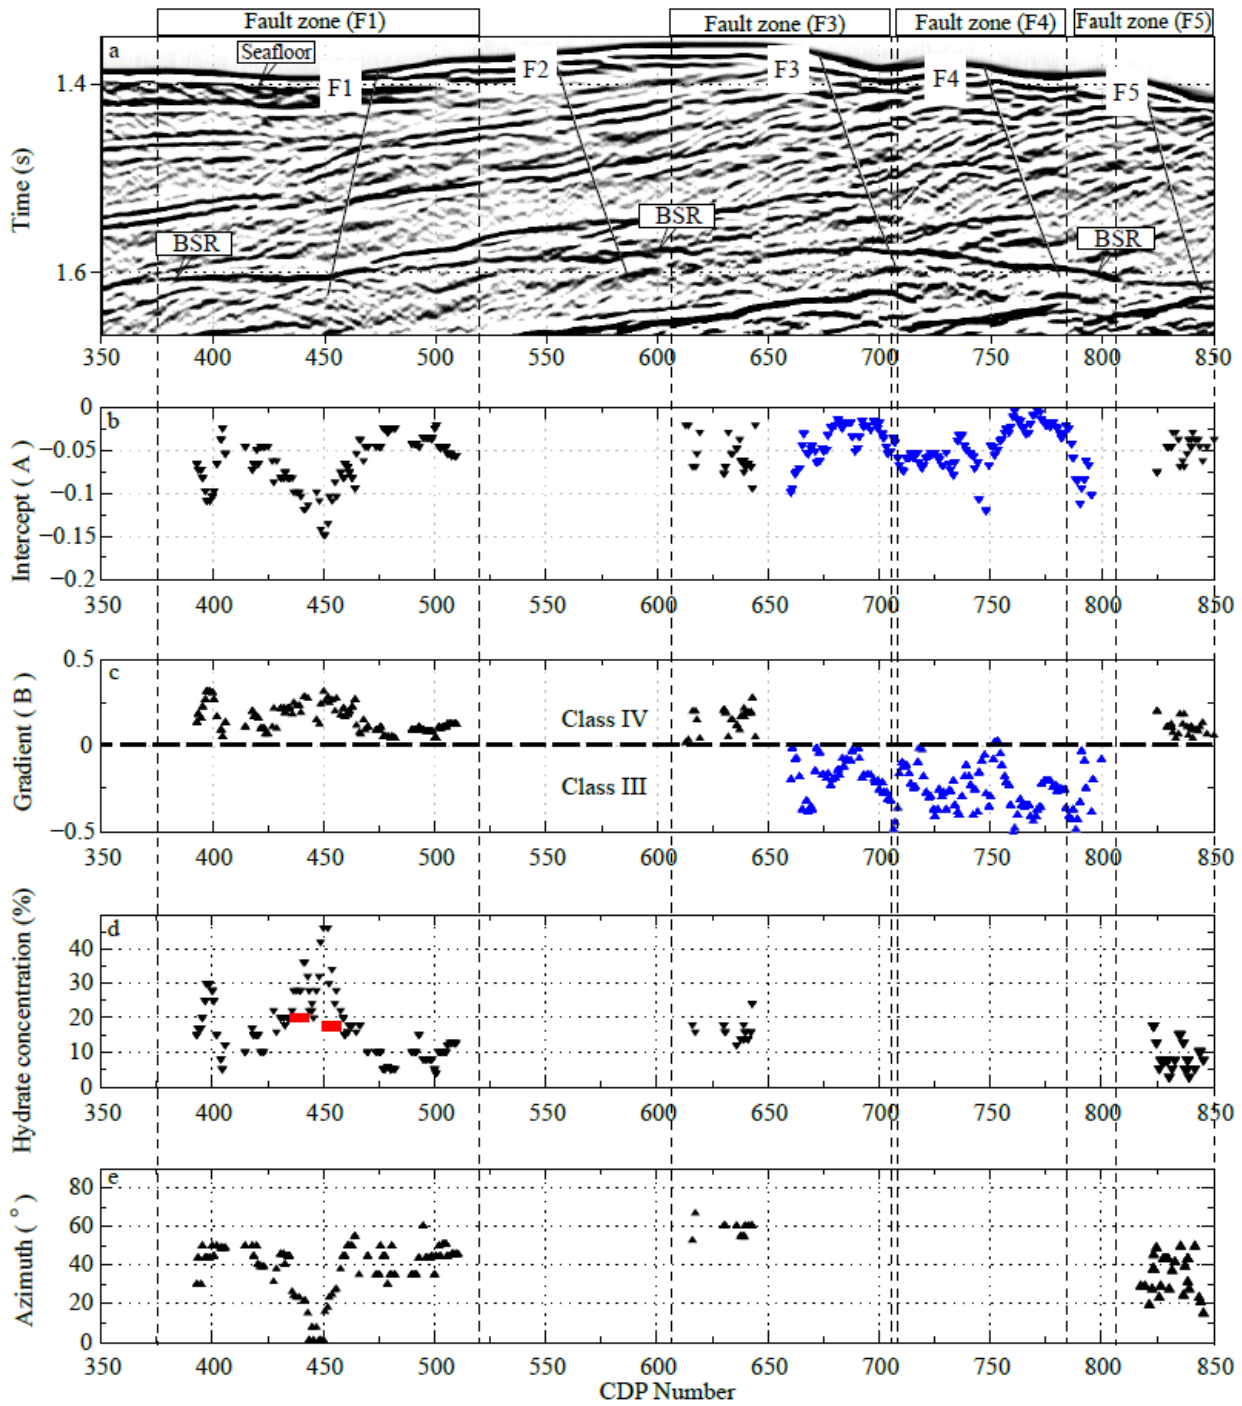 Fault zone (F1) Fault zone (F3) Fault zone (F4) Fault zone (F5)
a Seafloor F1 F2 F3 F4 F5
1.4
BSR BSR BSR
1.6
Time (s)
350 400 450 500 550 600 650 700 750 800 850
b
0
−0.05
−0.1
−0.15
−0.2
Intercept ( A )
350 400 450 500 550 600 650 700 750 800 850
c
0.5
Class IV
0
Class III
−0.5
Gradient ( B )
350 400 450 500 550 600 650 700 750 800 850
d
40
30
20
10
0
Hydrate concentration (%)
350 400 450 500 550 600 650 700 750 800 850
e
80
60
40
20
0
Azimuth ( ° )
350 400 450 500 550 600 650 700 750 800 850
CDP Number